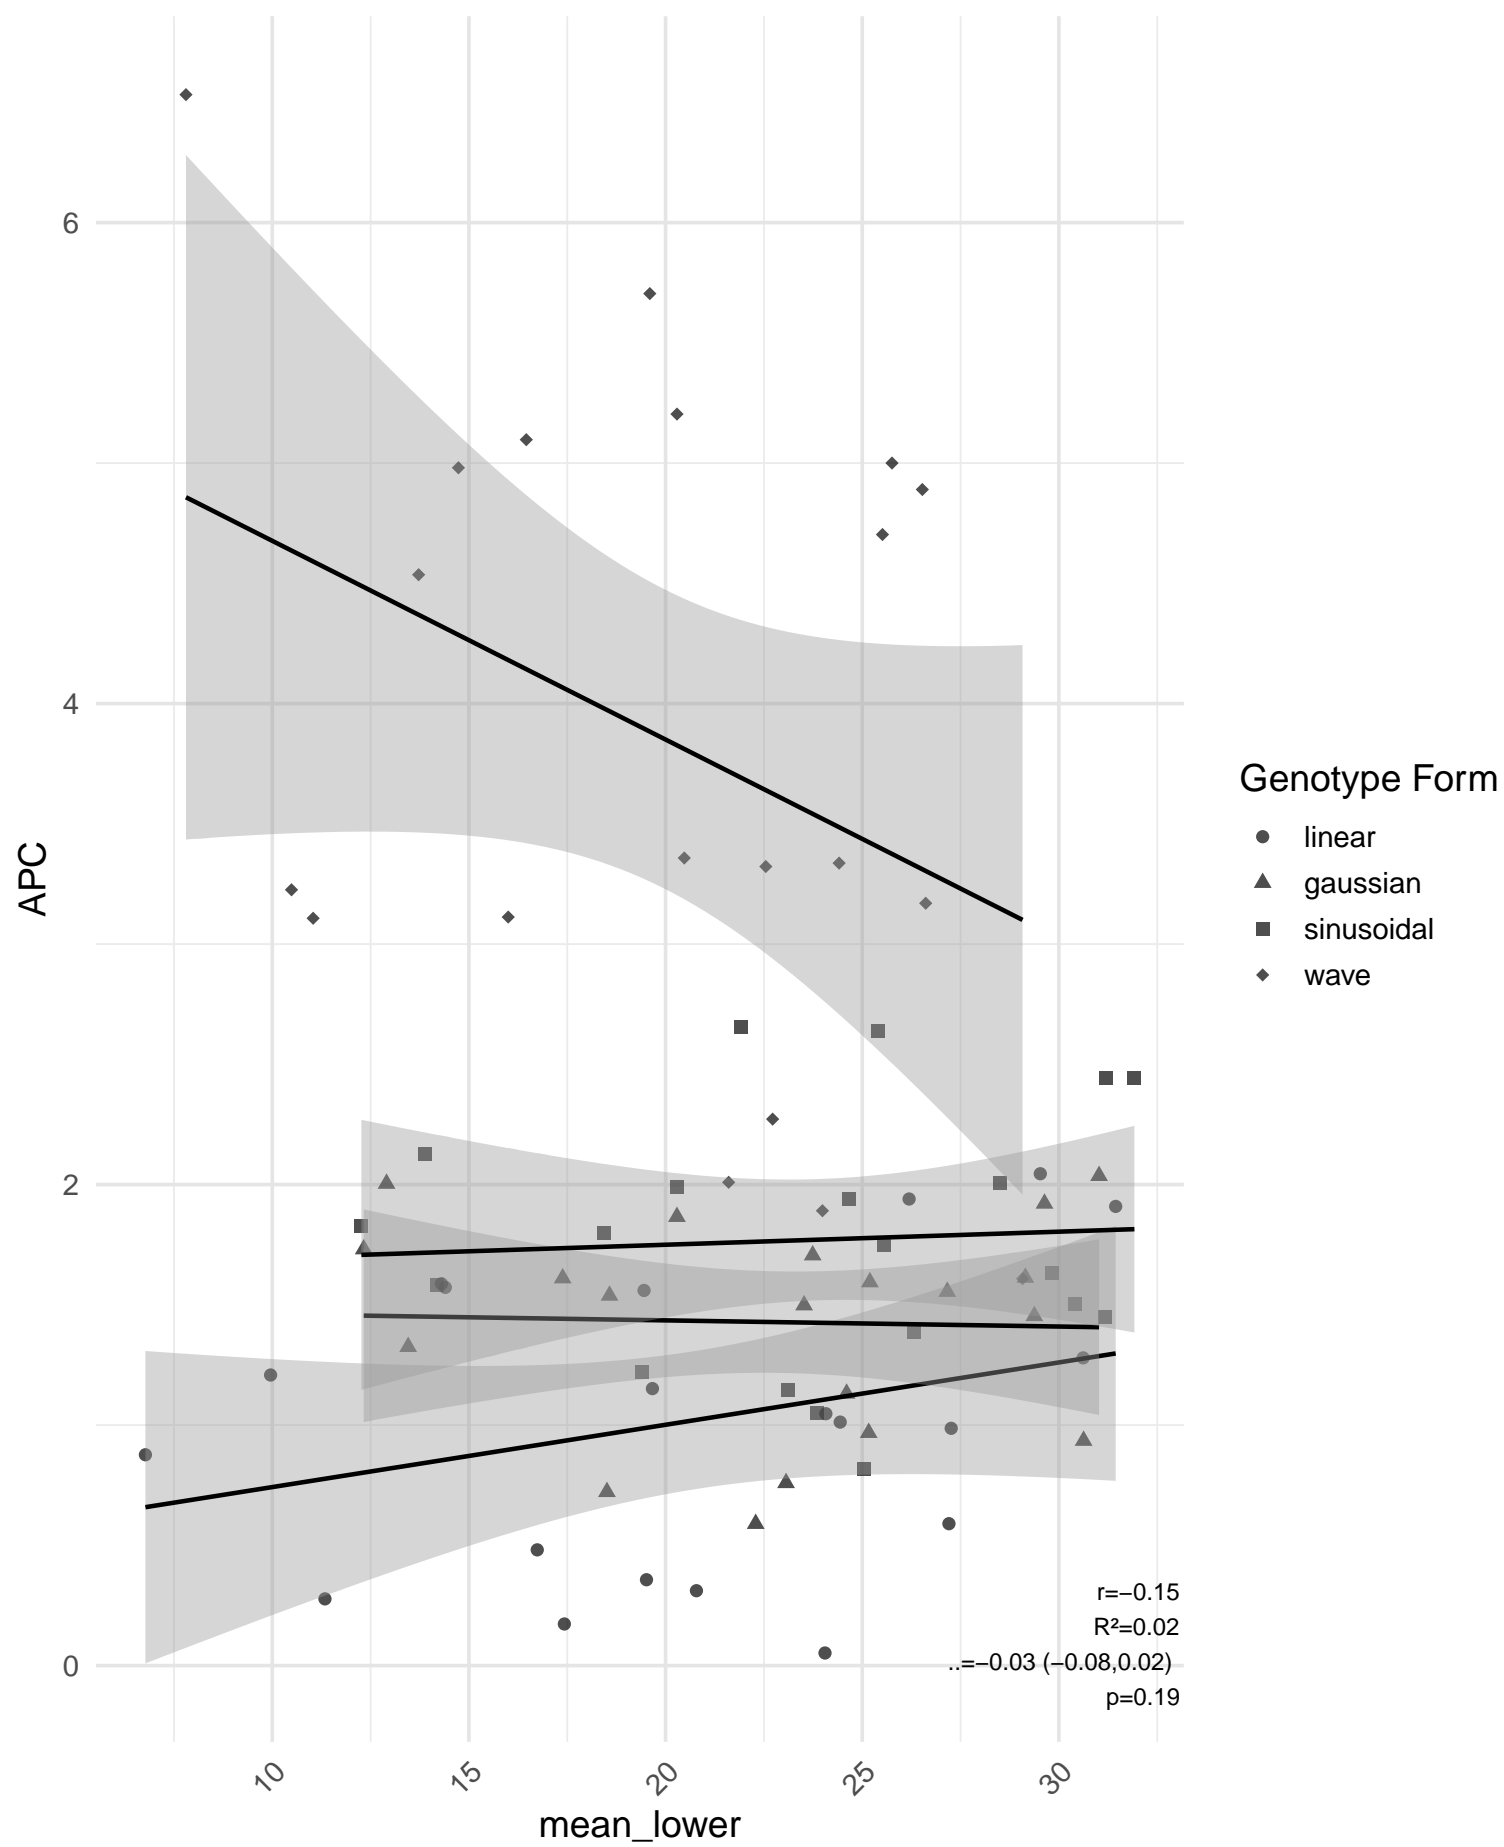 6
4
2
0
APC
10
15
20
25
30
mean_lower
Genotype Form
linear
gaussian
sinusoidal
wave
r=−0.15
R²=0.02
..=−0.03 (−0.08,0.02)
p=0.19